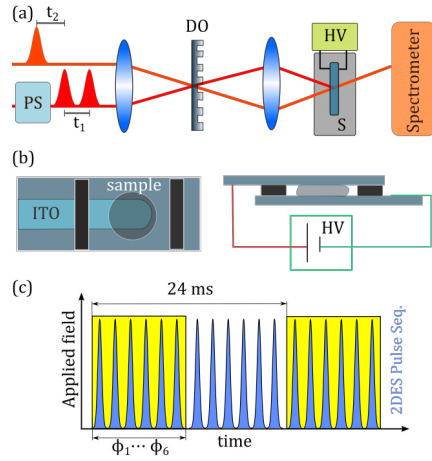 (a)
t2
DO
HV
PS
t1
S
Spectrometer
(b)
sample
ITO
HV
(c)
24 ms
Applied field
2DES Pulse Seq.
ϕ1⋯ ϕ6
time